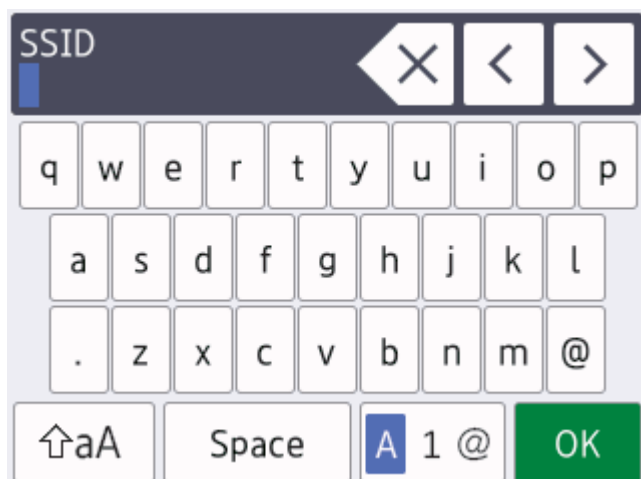 SSID
q w e r t y u i o p
a s d f g h j k l
. z x c v b n m @
⇧aA Space A 1 @ OK